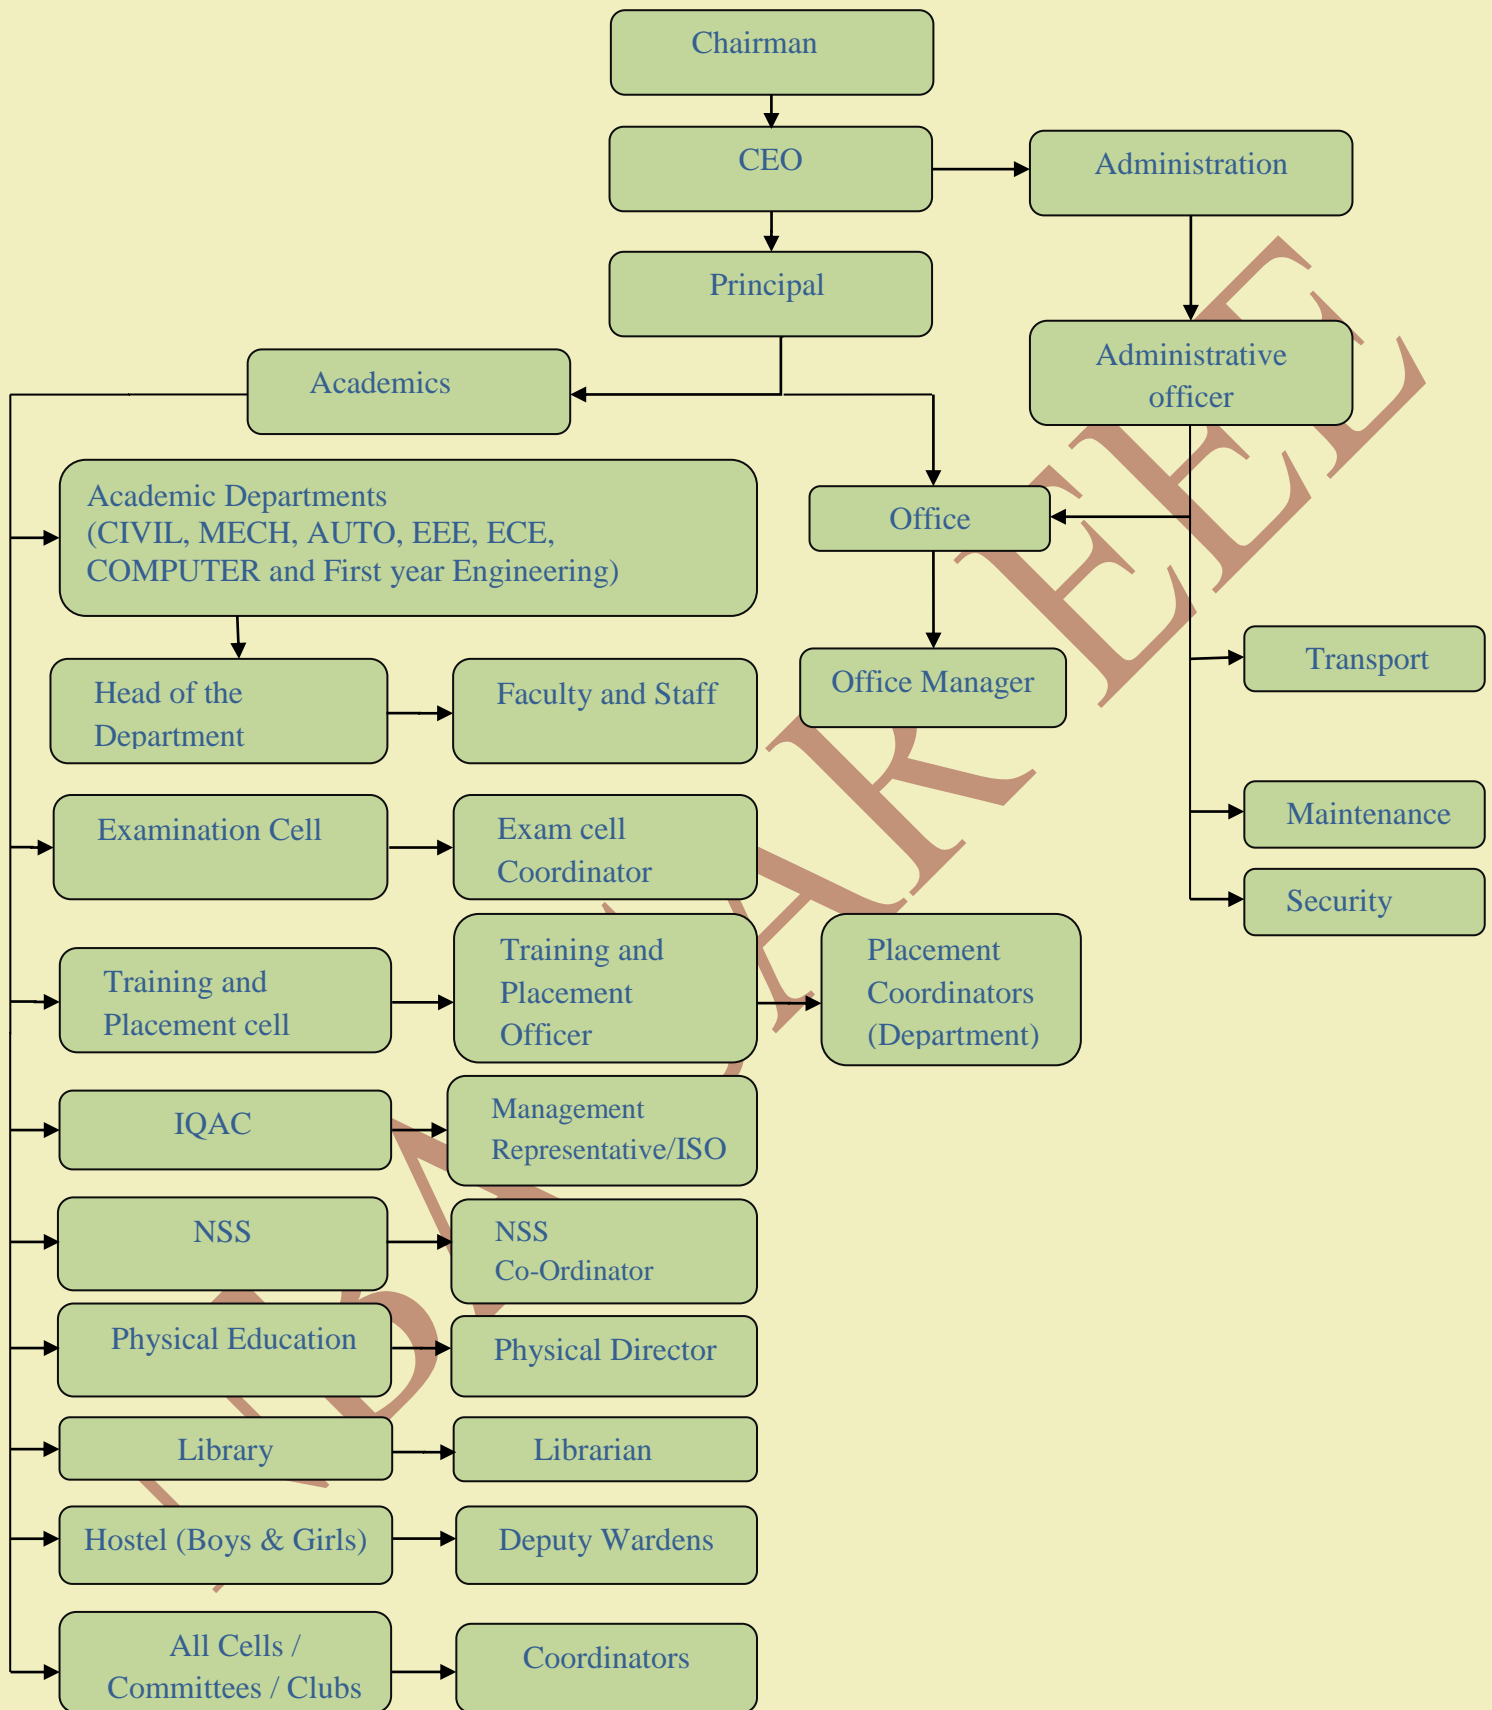 Chairman
CEO
Administration
Principal
Administrative
officer
Academics
Academic Departments
(CIVIL, MECH, AUTO, EEE, ECE,
COMPUTER and First year Engineering)
Office
Head of the
Department
Faculty and Staff
Office Manager
Transport
Examination Cell
Exam cell
Coordinator
Maintenance
Security
Training and
Placement cell
Training and
Placement
Officer
Placement
Coordinators
(Department)
IQAC
Management
Representative/ISO
NSS
NSS
Co-Ordinator
Physical Education
Physical Director
Library
Librarian
Hostel (Boys & Girls)
Deputy Wardens
All Cells /
Committees / Clubs
Coordinators
EEE